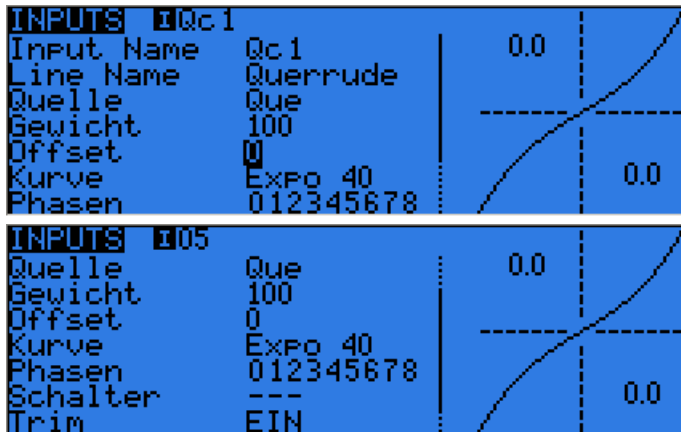 INPUTS IQc1
Input Name Qc1
Line Name Querrude
Quelle Que
Gewicht 100
Offset 0
Kurve Expo 40
Phasen 012345678
0.0
0.0
INPUTS I05
Quelle Que
Gewicht 100
Offset 0
Kurve Expo 40
Phasen 012345678
Schalter ---
Trim EIN
0.0
0.0